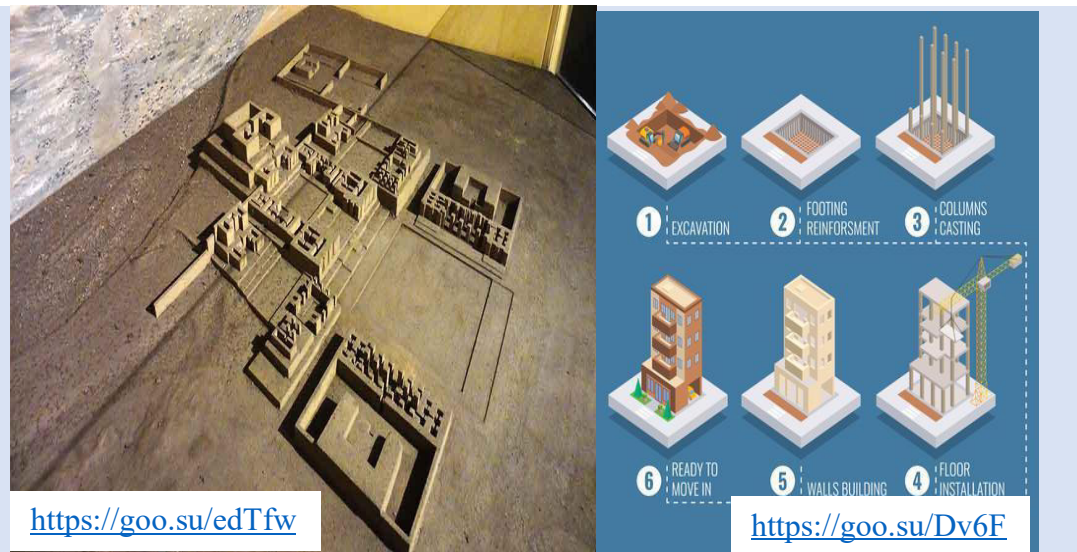 1 EXCAVATION
2 FOOTING
REINFORSMENT
3 COLUMNS
CASTING
6 READY TO
MOVE IN
5 WALLS BUILDING
4 FLOOR
INSTALLATION
https://goo.su/edTfw
https://goo.su/Dv6F